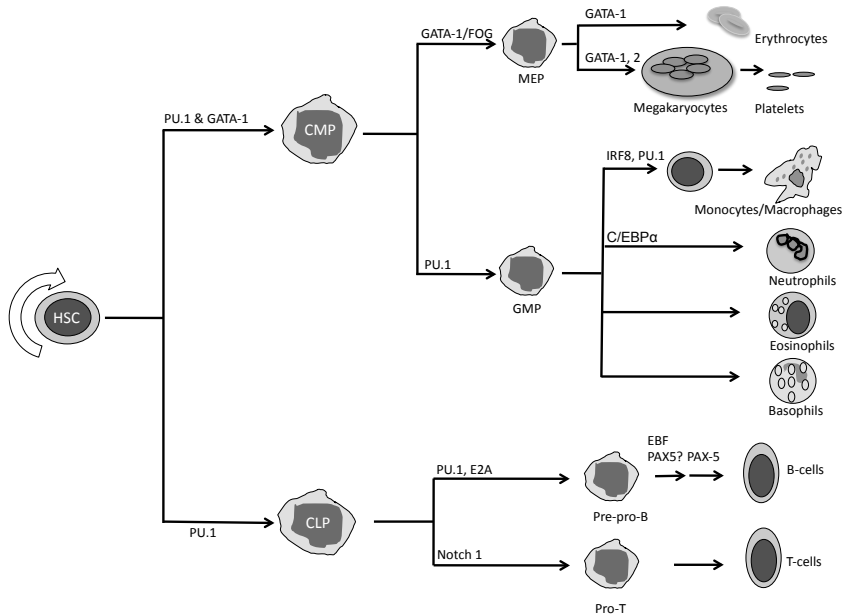 GATA-1
GATA-1/FOG
Erythrocytes
GATA-1, 2
MEP
Megakaryocytes
Platelets
PU.1 & GATA-1
CMP
IRF8, PU.1
Monocytes/Macrophages
C/EBPα
PU.1
Neutrophils
GMP
HSC
Eosinophils
Basophils
EBF
PU.1, E2A
PAX5? PAX-5
B-cells
Pre-pro-B
CLP
PU.1
Notch 1
T-cells
Pro-T